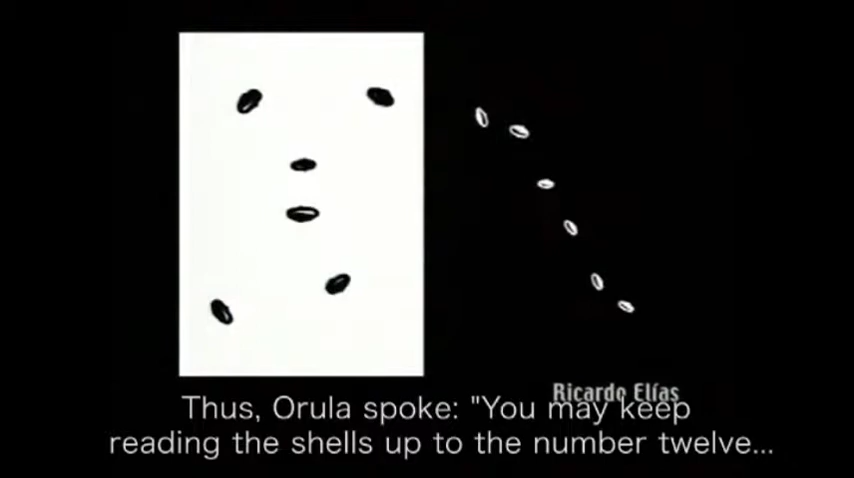 Ricardo Elías
Thus, Orula spoke: "You may keep
reading the shells up to the number twelve...